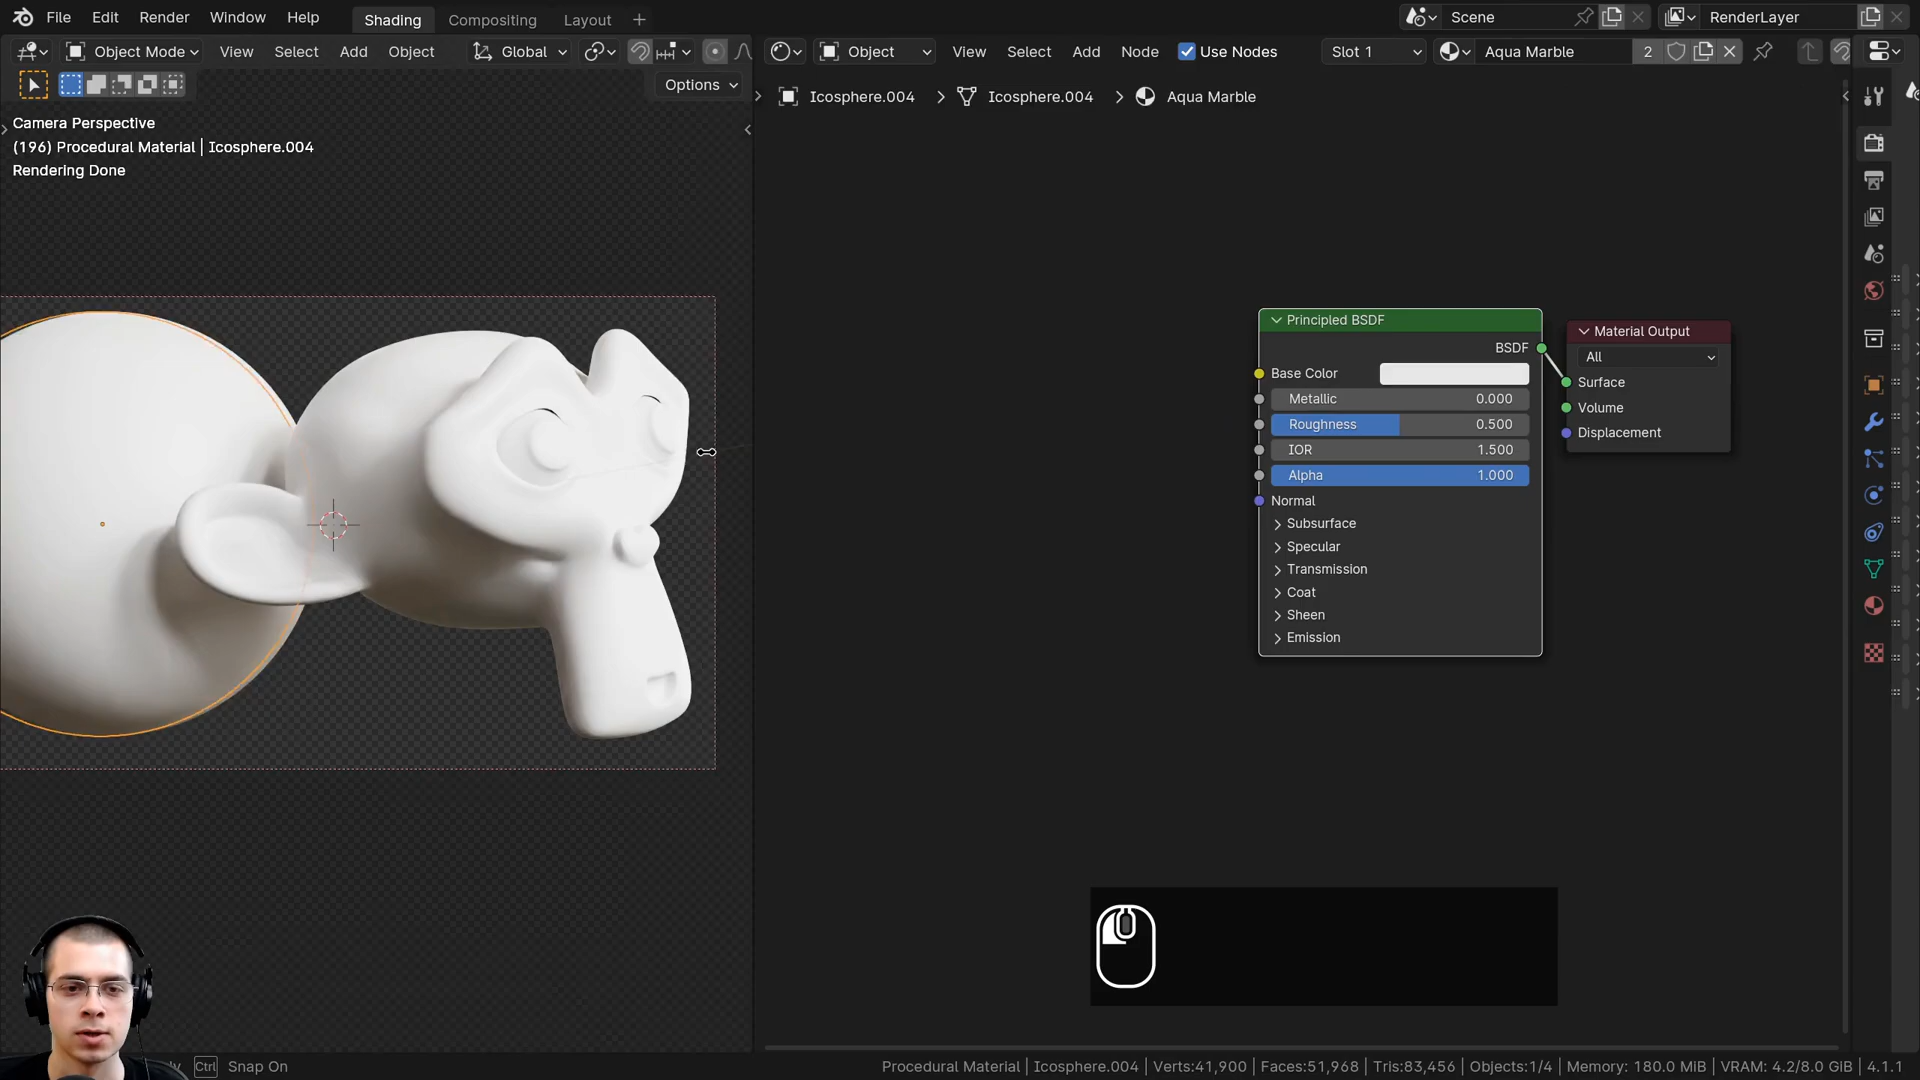 File Edit Render Window Help Shading Compositing Layout Scene RenderLayer
Object Mode View Select Add Object Global Object View Select Add Node Use Nodes Slot 1 Aqua Marble 2
Options
Icosphere.004 Icosphere.004 Aqua Marble
Camera Perspective
(196) Procedural Material | Icosphere.004
Rendering Done
Principled BSDF
BSDF
Base Color
Metallic 0.000
Roughness 0.500
IOR 1.500
Alpha 1.000
Normal
Subsurface
Specular
Transmission
Coat
Sheen
Emission
Material Output
All
Surface
Volume
Displacement
Ctrl Snap On
Procedural Material | Icosphere.004 | Verts:41,900 | Faces:51,968 | Tris:83,456 | Objects:1/4 | Memory: 180.0 MiB | VRAM: 4.2/8.0 GiB | 4.1.1